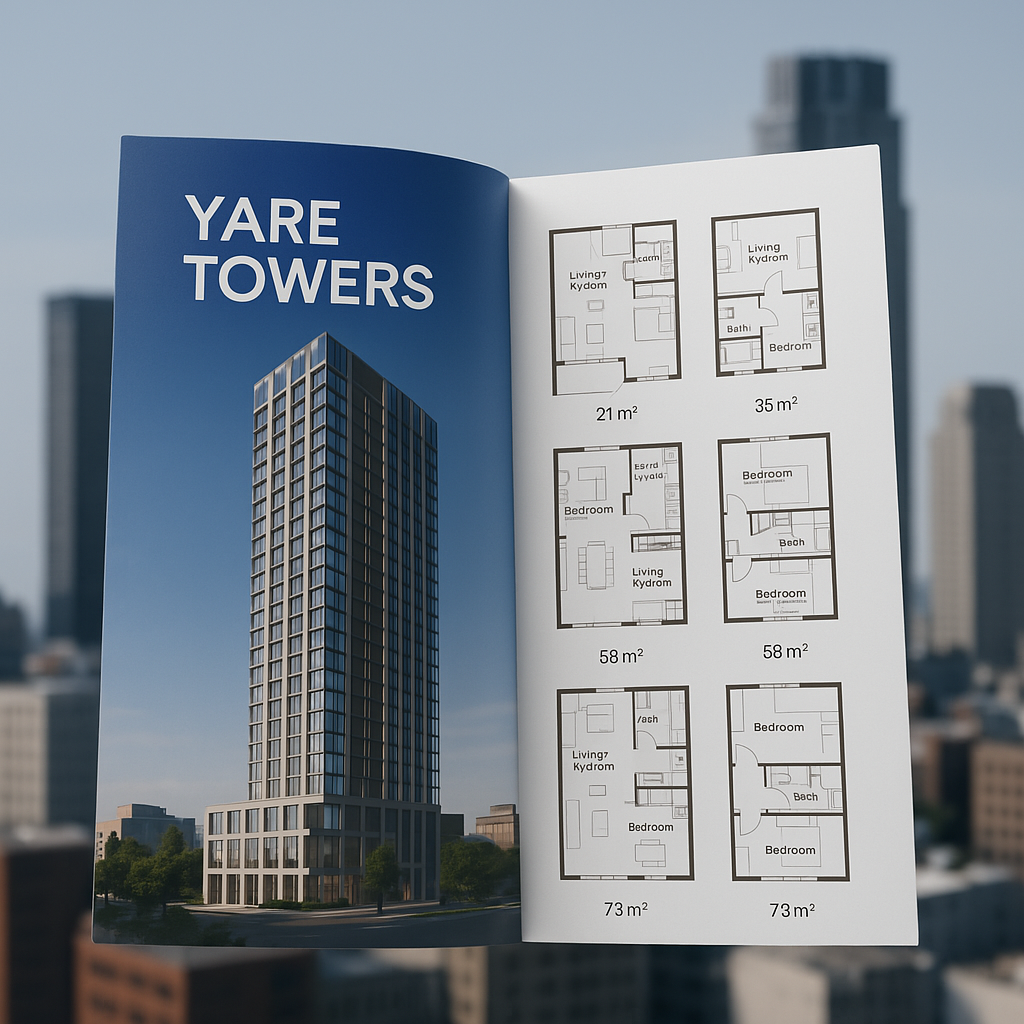 YARE
TOWERS
Living7
Kydom
21 m²
Living
Kydrom
Bathi
Bedrom
35 m²
Bedroom
Living
Kydrom
58 m²
Bedroom
Bech
Bedroom
58 m²
Living7
Kydrom
Bedroom
73 m²
Bedroom
Bach
Bedroom
73 m²